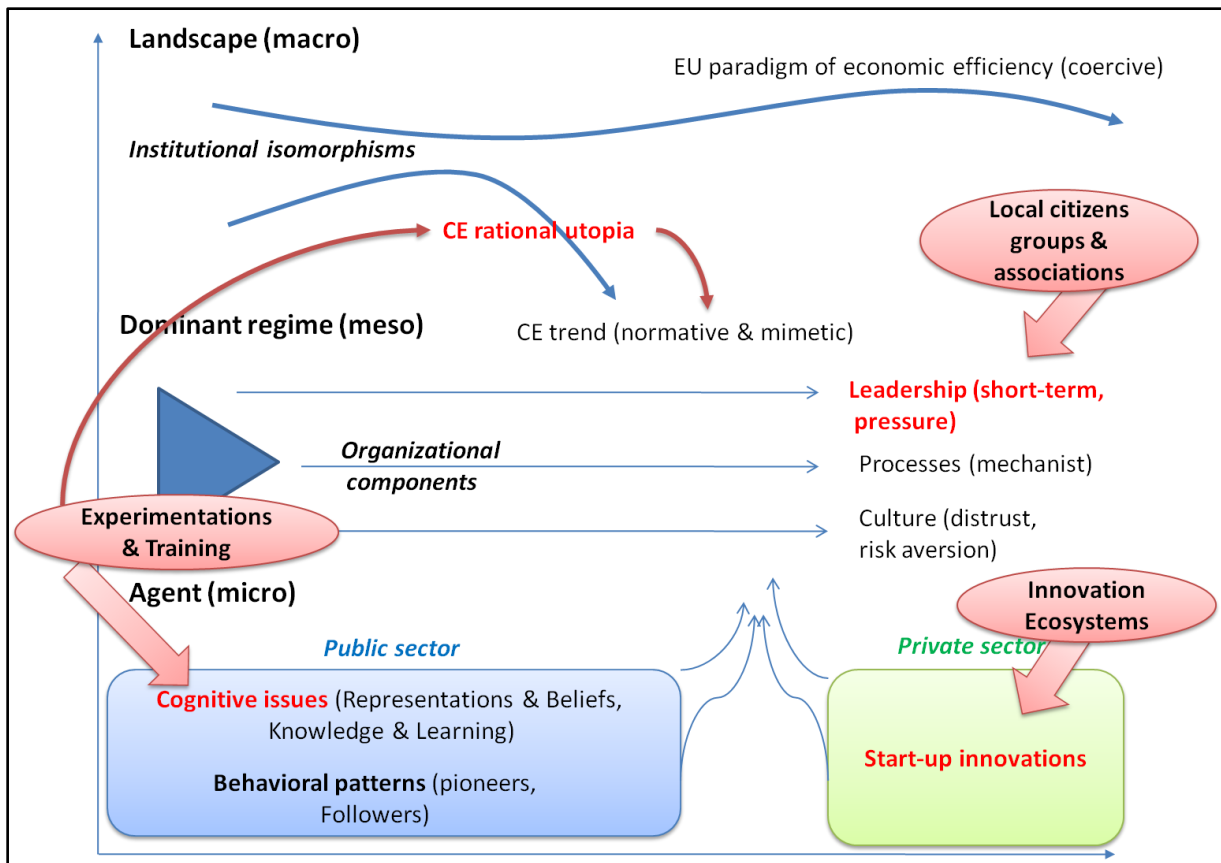 Landscape (macro)
EU paradigm of economic efficiency (coercive)
Institutional isomorphisms
CE rational utopia
Local citizens
groups &
associations
Dominant regime (meso)
CE trend (normative & mimetic)
Leadership (short-term,
pressure)
Organizational
components
Processes (mechanist)
Experimentations
& Training
Culture (distrust,
risk aversion)
Agent (micro)
Innovation
Ecosystems
Public sector
Private sector
Cognitive issues (Representations & Beliefs,
Knowledge & Learning)
Behavioral patterns (pioneers,
Followers)
Start-up innovations